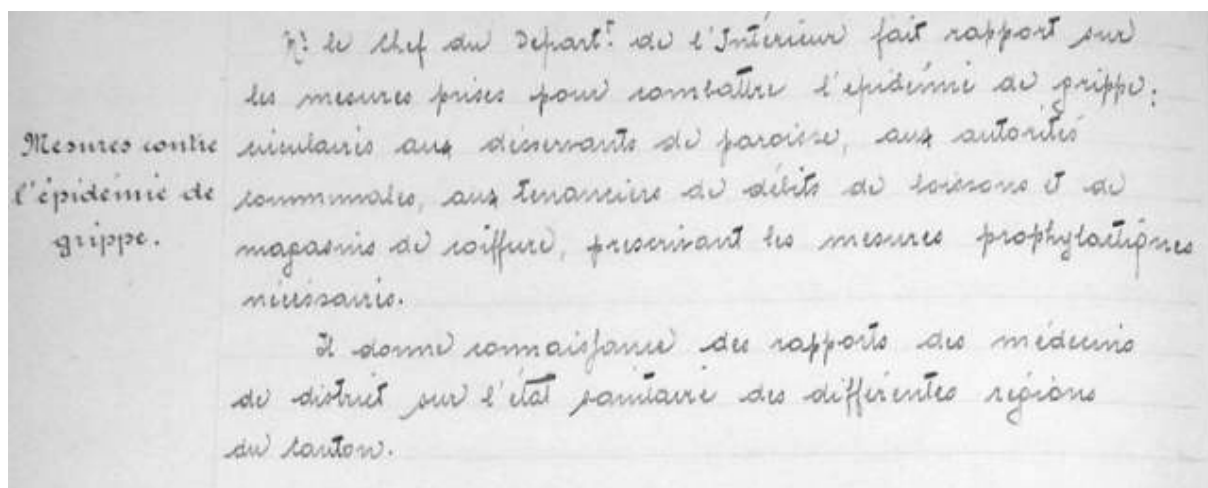 Mr le Chef du Départt. de l'Intérieur fait rapport sur
les mesures prises pour combattre l'épidémie de grippe:
Mesures contre
l'épidémie de
grippe.
circulaires aux desservants de paroisse, aux autorités
communales, aux tenanciers de débits de boissons et de
magasins de coiffure, prescrivant les mesures prophylactiques
nécessaires.
Il donne connaissance des rapports des médecins
de district sur l'état sanitaire des différentes régions
du canton.